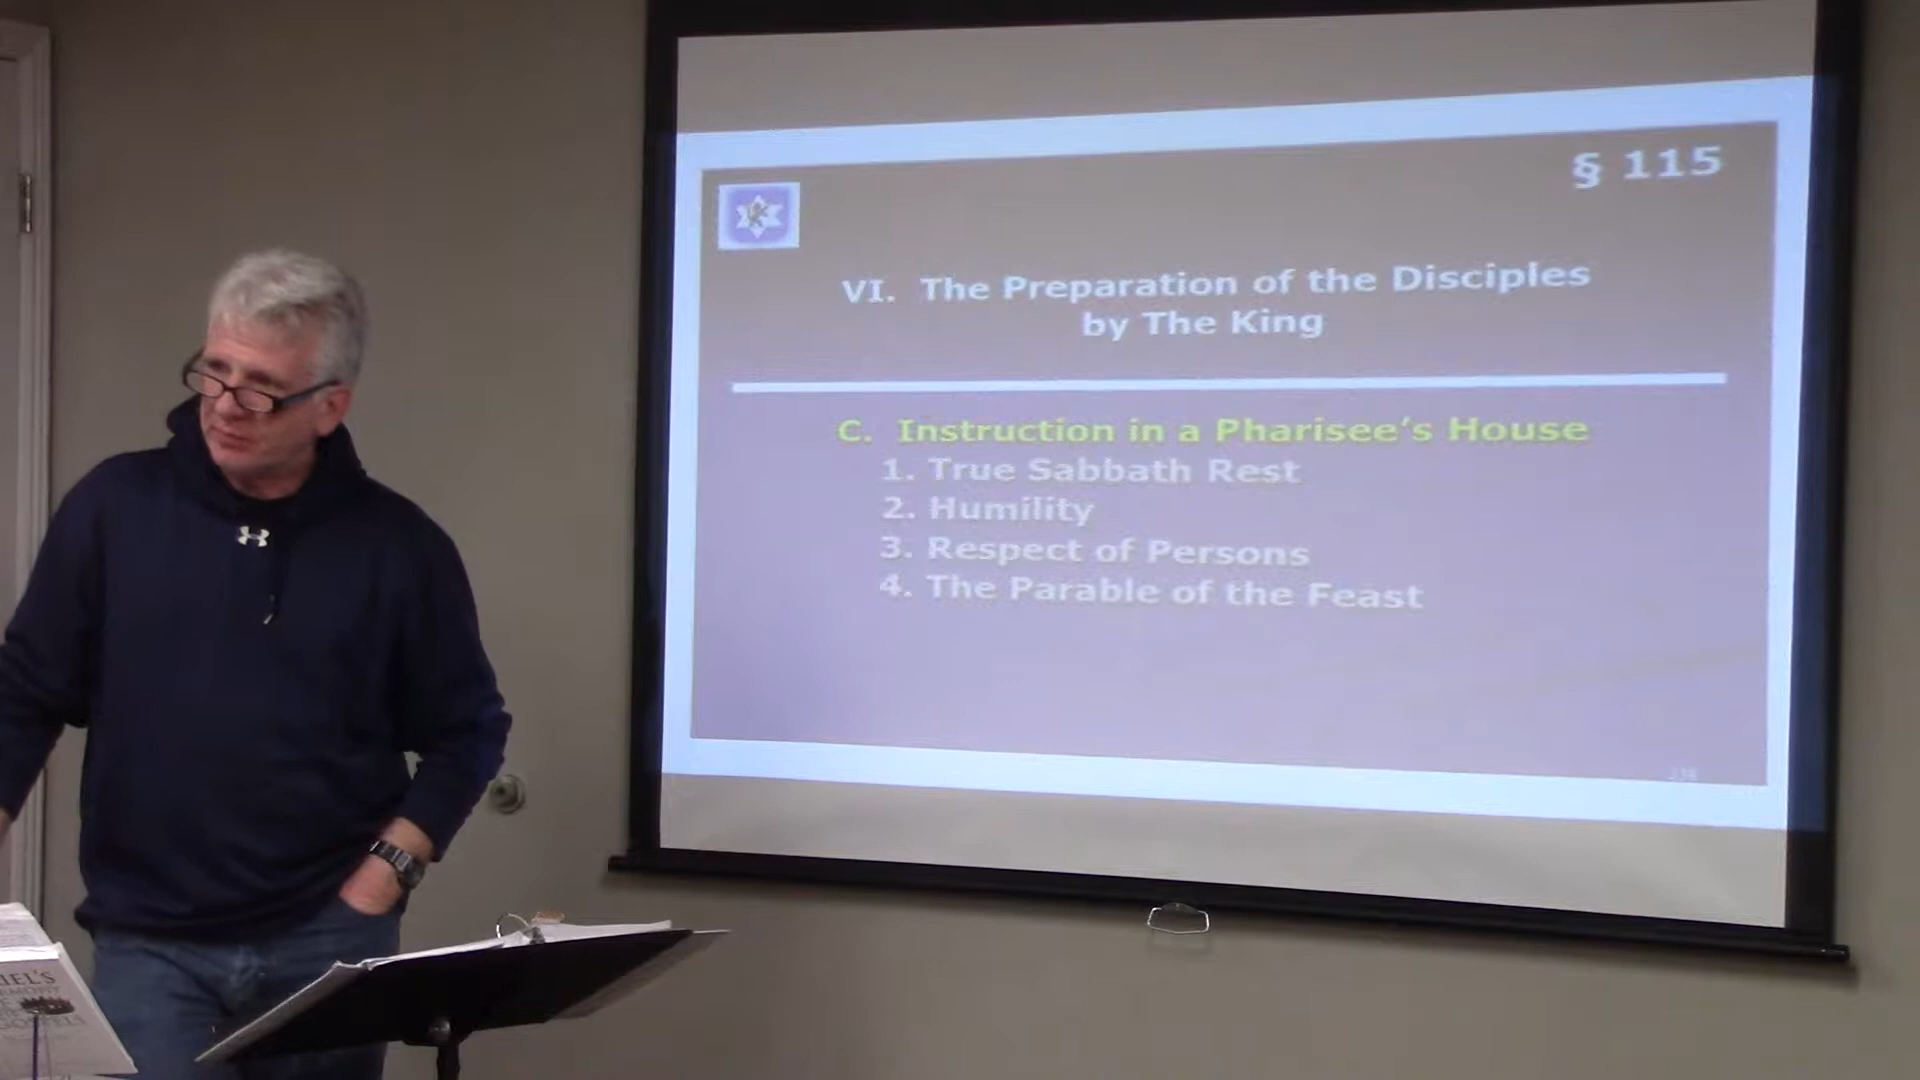 § 115
VI. The Preparation of the Disciples
by The King
C. Instruction in a Pharisee's House
1. True Sabbath Rest
2. Humility
3. Respect of Persons
4. The Parable of the Feast